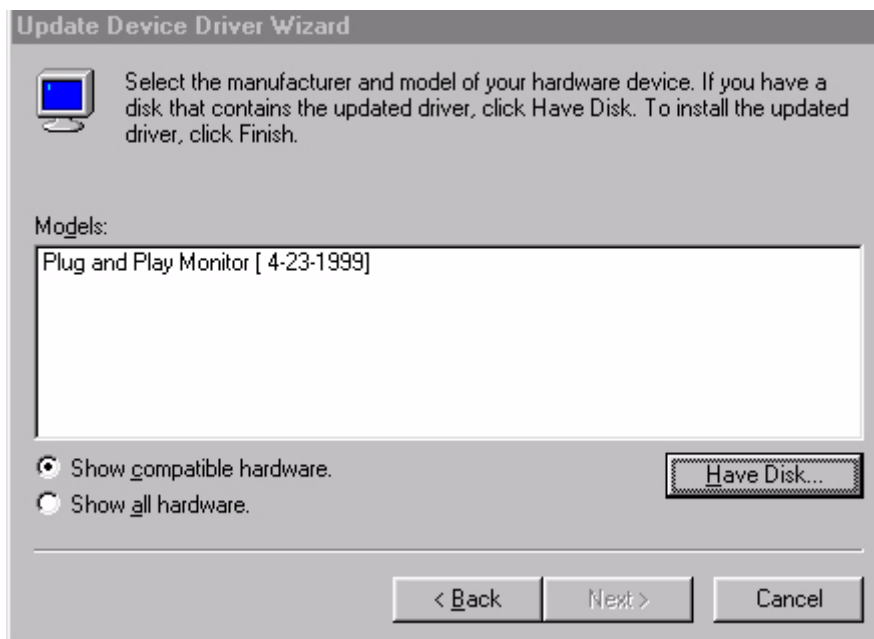 Update Device Driver Wizard
Select the manufacturer and model of your hardware device. If you have a
disk that contains the updated driver, click Have Disk. To install the updated
driver, click Finish.
Models:
Plug and Play Monitor [ 4-23-1999]
Show compatible hardware.
Have Disk...
Show all hardware.
< Back
Next >
Cancel